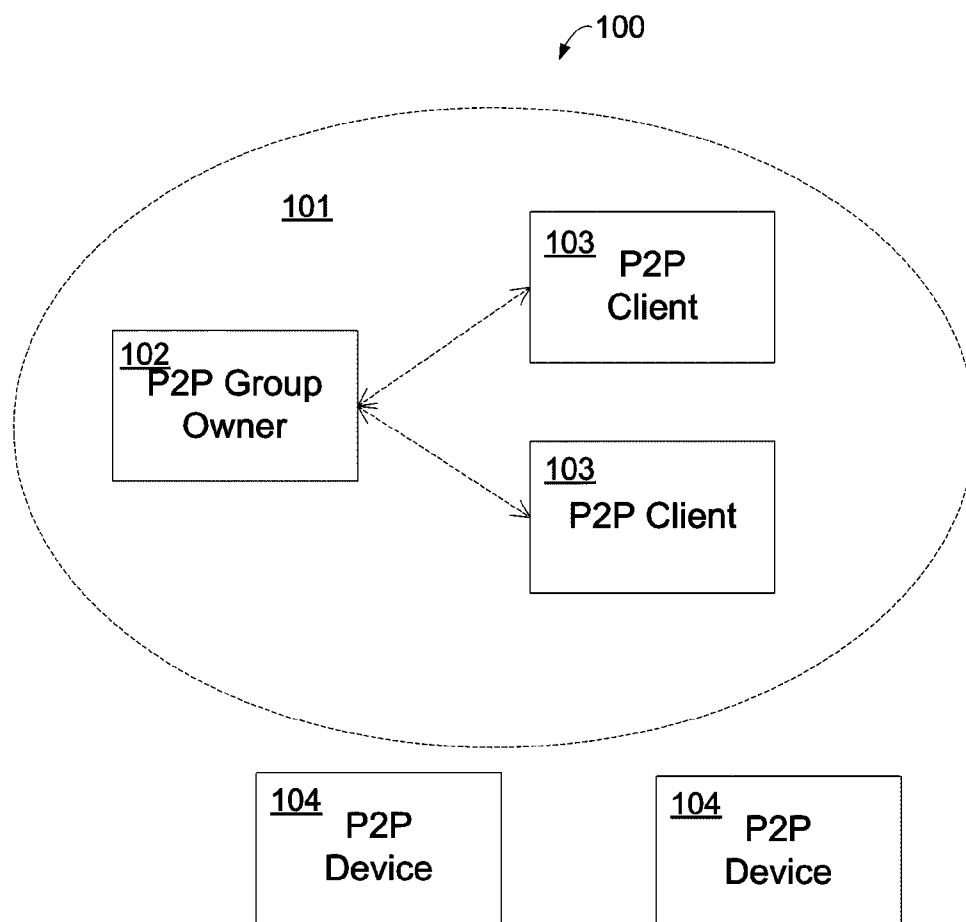 100
101
103
P2P
Client
102
P2P Group
Owner
103
P2P Client
104
P2P
Device
104
P2P
Device